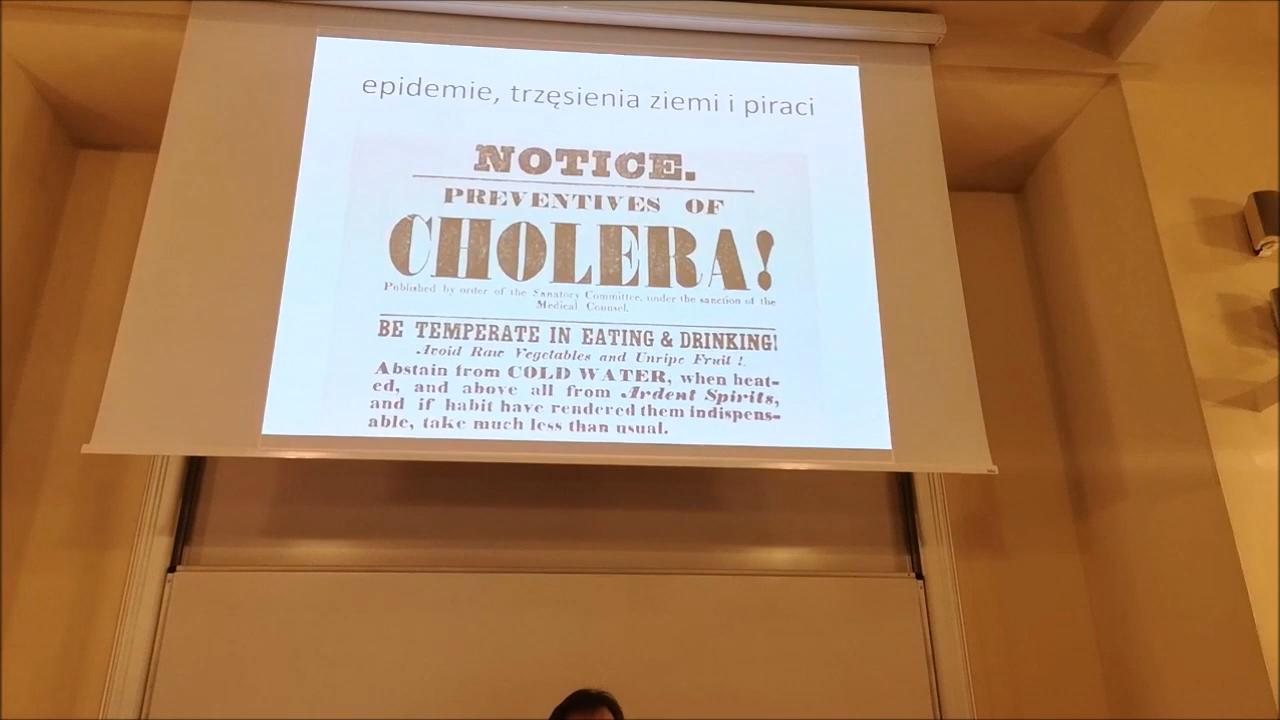 epidemie, trzęsienia ziemi i piraci
NOTICE.
PREVENTIVES OF
CHOLERA!
Published by order of the Sanatory Committee, under the sanction of the
Medical Counsel.
BE TEMPERATE IN EATING & DRINKING!
Avoid Raw Vegetables and Unripe Fruit !
Abstain from COLD WATER, when heat-
ed, and above all from Ardent Spirits,
and if habit have rendered them indispens-
able, take much less than usual.